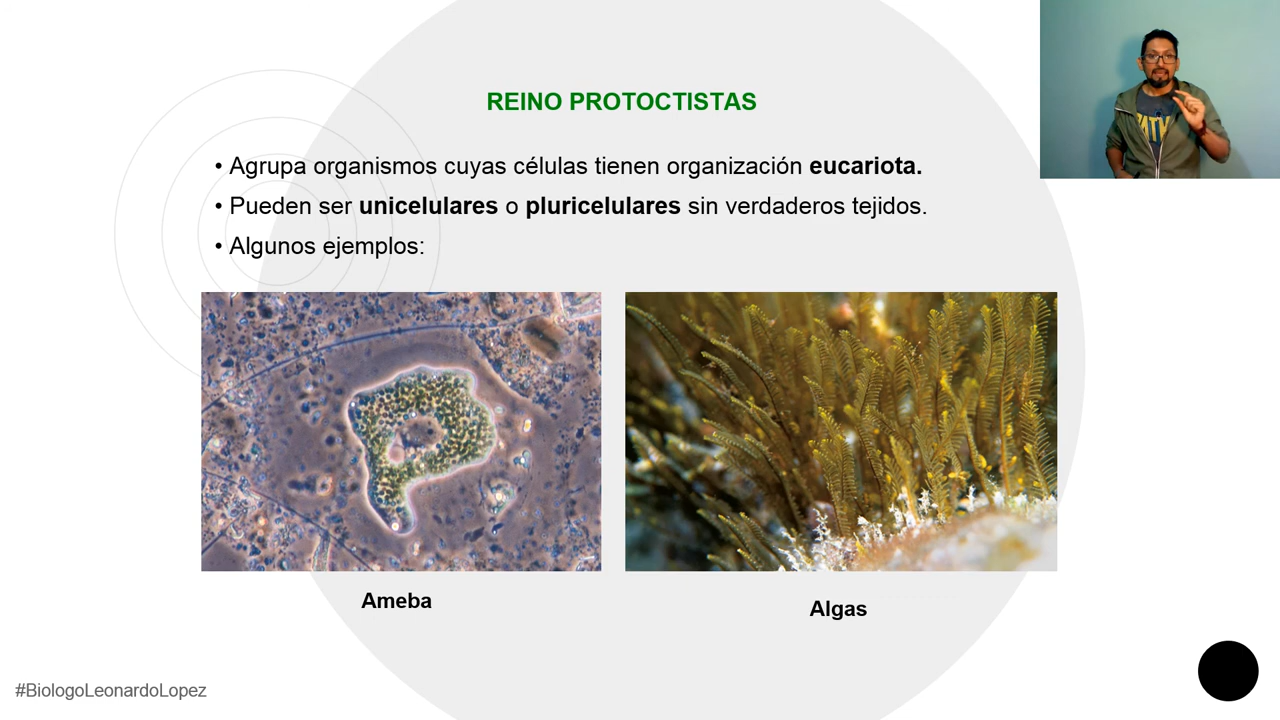 REINO PROTOCTISTAS
• Agrupa organismos cuyas células tienen organización eucariota.
• Pueden ser unicelulares o pluricelulares sin verdaderos tejidos.
• Algunos ejemplos:
Ameba
Algas
#BiologoLeonardoLopez